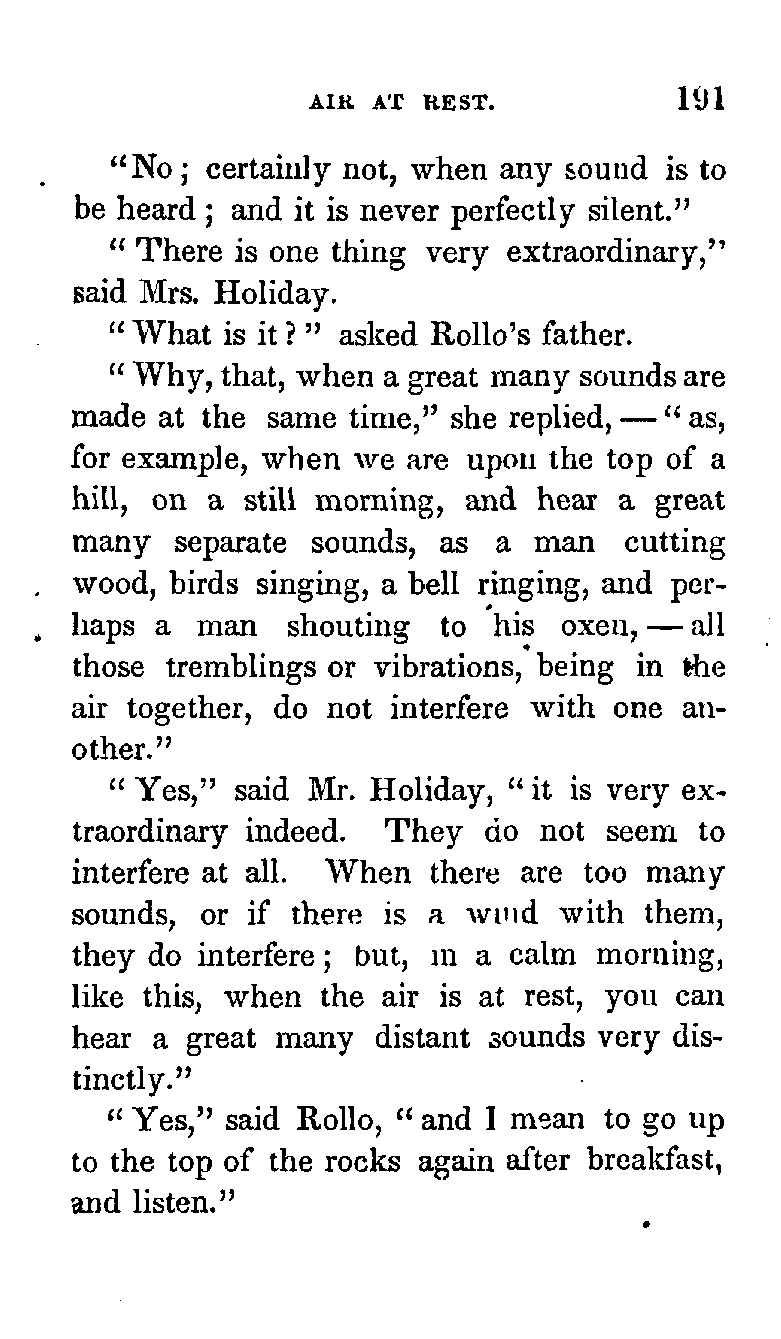 AIR AT REST. 191
“No; certainly not, when any sound is to
be heard; and it is never perfectly silent.”
“There is one thing very extraordinary,”
said Mrs. Holiday.
“What is it?” asked Rollo’s father.
“Why, that, when a great many sounds are
made at the same time,” she replied, — “as,
for example, when we are upon the top of a
hill, on a still morning, and hear a great
many separate sounds, as a man cutting
wood, birds singing, a bell ringing, and per-
haps a man shouting to his oxen, — all
those tremblings or vibrations, being in the
air together, do not interfere with one an-
other.”
“Yes,” said Mr. Holiday, “it is very ex-
traordinary indeed. They do not seem to
interfere at all. When there are too many
sounds, or if there is a wind with them,
they do interfere; but, in a calm morning,
like this, when the air is at rest, you can
hear a great many distant sounds very dis-
tinctly.”
“Yes,” said Rollo, “and I mean to go up
to the top of the rocks again after breakfast,
and listen.”